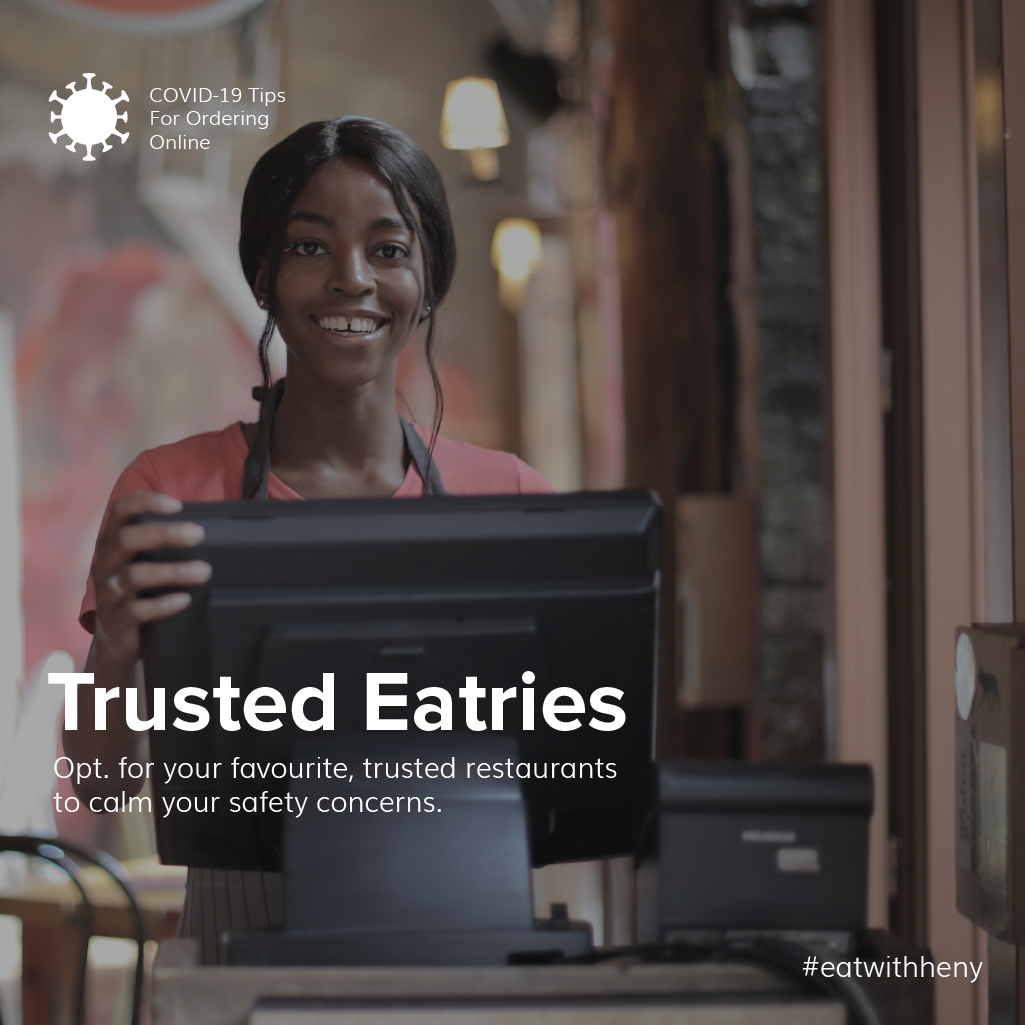 COVID-19 Tips
For Ordering
Online
Trusted Eatries
Opt. for your favourite, trusted restaurants
to calm your safety concerns.
#eatwithheny